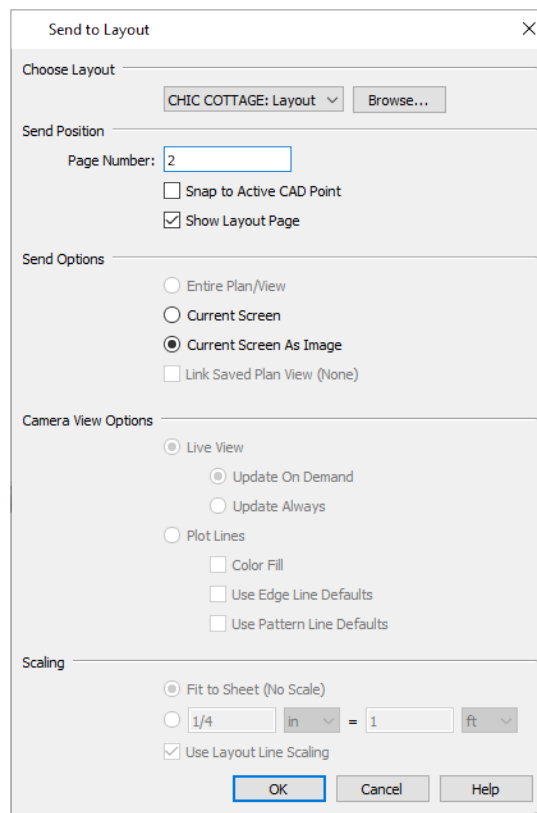 Send to Layout
Choose Layout
CHIC COTTAGE: Layout
Browse...
Send Position
Page Number: 2
Snap to Active CAD Point
Show Layout Page
Send Options
Entire Plan/View
Current Screen
Current Screen As Image
Link Saved Plan View (None)
Camera View Options
Live View
Update On Demand
Update Always
Plot Lines
Color Fill
Use Edge Line Defaults
Use Pattern Line Defaults
Scaling
Fit to Sheet (No Scale)
1/4 in = 1 ft
Use Layout Line Scaling
OK Cancel Help